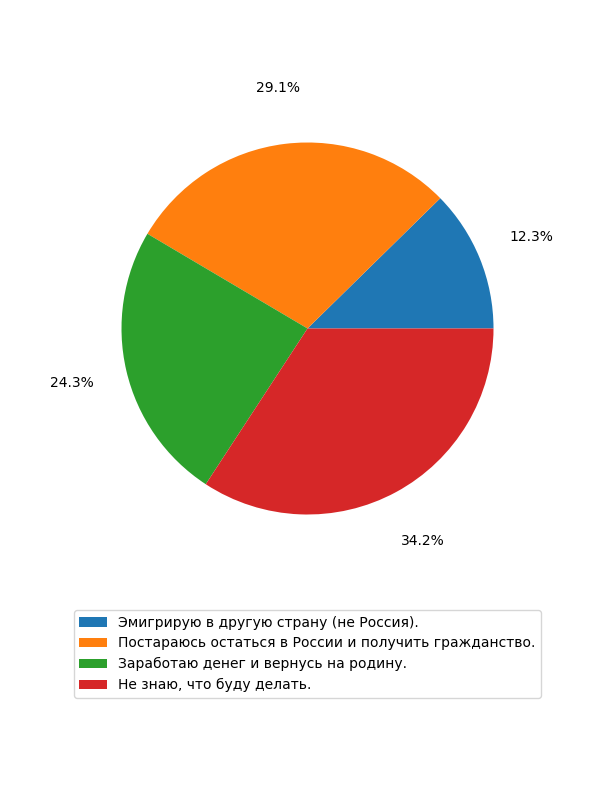 29.1%
12.3%
24.3%
34.2%
Эмигрирую в другую страну (не Россия).
Постараюсь остаться в России и получить гражданство.
Заработаю денег и вернусь на родину.
Не знаю, что буду делать.